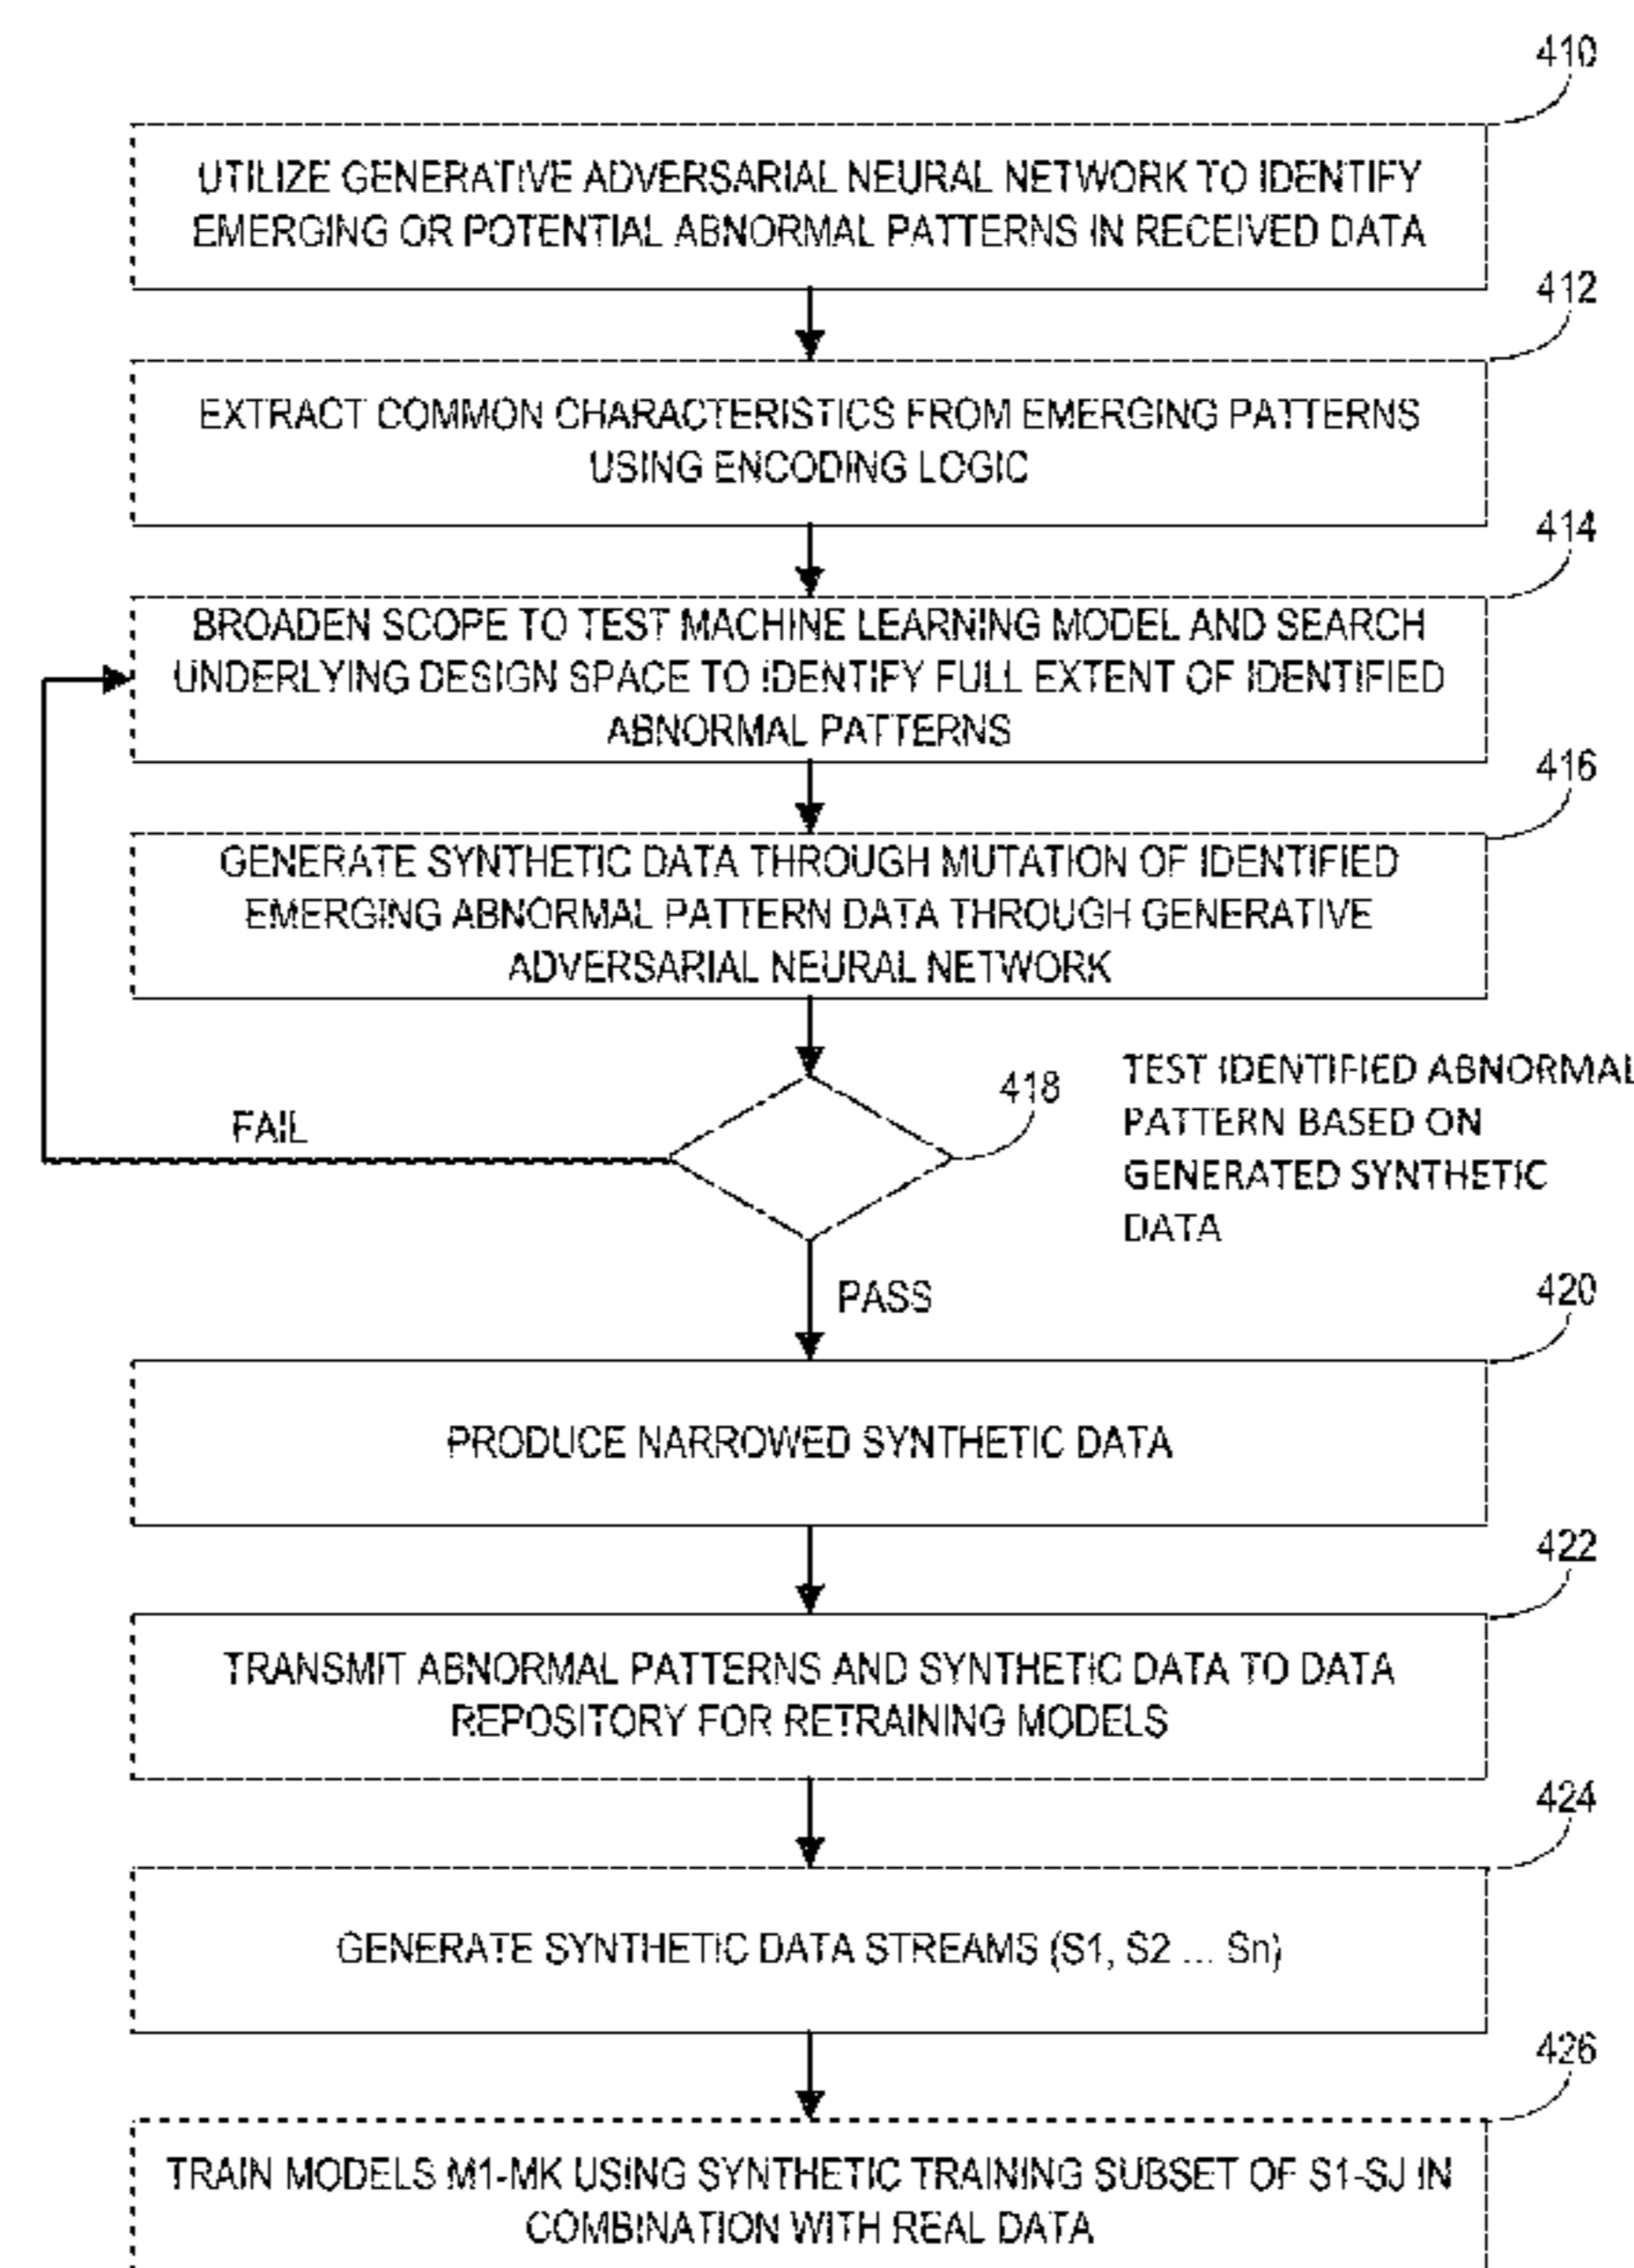 410
UTILIZE GENERATIVE ADVERSARIAL NEURAL NETWORK TO IDENTIFY
EMERGING OR POTENTIAL ABNORMAL PATTERNS IN RECEIVED DATA
412
EXTRACT COMMON CHARACTERISTICS FROM EMERGING PATTERNS
USING ENCODING LOGIC
414
BROADEN SCOPE TO TEST MACHINE LEARNING MODEL AND SEARCH
UNDERLYING DESIGN SPACE TO IDENTIFY FULL EXTENT OF IDENTIFIED
ABNORMAL PATTERNS
416
GENERATE SYNTHETIC DATA THROUGH MUTATION OF IDENTIFIED
EMERGING ABNORMAL PATTERN DATA THROUGH GENERATIVE
ADVERSARIAL NEURAL NETWORK
418
TEST IDENTIFIED ABNORMAL
PATTERN BASED ON
GENERATED SYNTHETIC
DATA
FAIL
PASS
420
PRODUCE NARROWED SYNTHETIC DATA
422
TRANSMIT ABNORMAL PATTERNS AND SYNTHETIC DATA TO DATA
REPOSITORY FOR RETRAINING MODELS
424
GENERATE SYNTHETIC DATA STREAMS (S1, S2 ... Sn)
426
TRAIN MODELS M1-MK USING SYNTHETIC TRAINING SUBSET OF S1-SJ IN
COMBINATION WITH REAL DATA